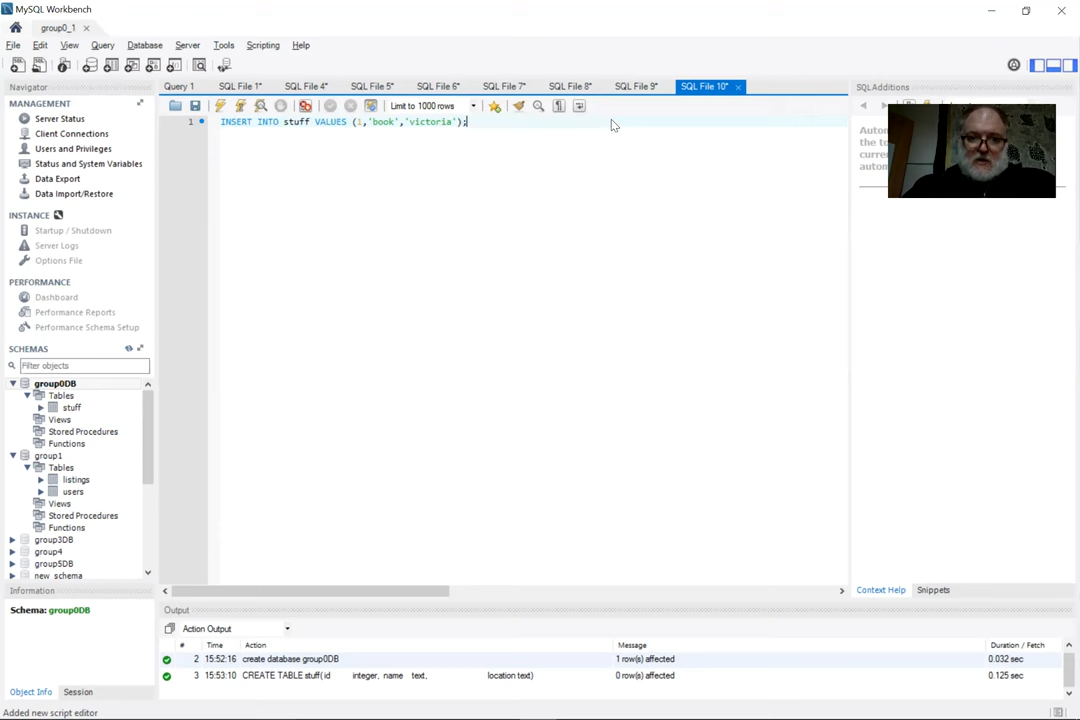 MySQL Workbench
group0_1
File Edit View Query Database Server Tools Scripting Help
Navigator
MANAGEMENT
Server Status
Client Connections
Users and Privileges
Status and System Variables
Data Export
Data Import/Restore
INSTANCE
Startup / Shutdown
Server Logs
Options File
PERFORMANCE
Dashboard
Performance Reports
Performance Schema Setup
SCHEMAS
Filter objects
group0DB
Tables
stuff
Views
Stored Procedures
Functions
group1
Tables
listings
users
Views
Stored Procedures
Functions
group3DB
group4
group5DB
new_schema
Information
Schema: group0DB
Object Info Session
Added new script editor
Query 1 SQL File 1* SQL File 4* SQL File 5* SQL File 6* SQL File 7* SQL File 8* SQL File 9* SQL File 10*
Limit to 1000 rows
1 INSERT INTO stuff VALUES (1,'book','victoria');
SQLAdditions
Autom
the to
curre
autom
Context Help Snippets
Output
Action Output
# Time Action Message Duration / Fetch
2 15:52:16 create database group0DB 1 row(s) affected 0.032 sec
3 15:53:10 CREATE TABLE stuff( id integer, name text, location text) 0 row(s) affected 0.125 sec